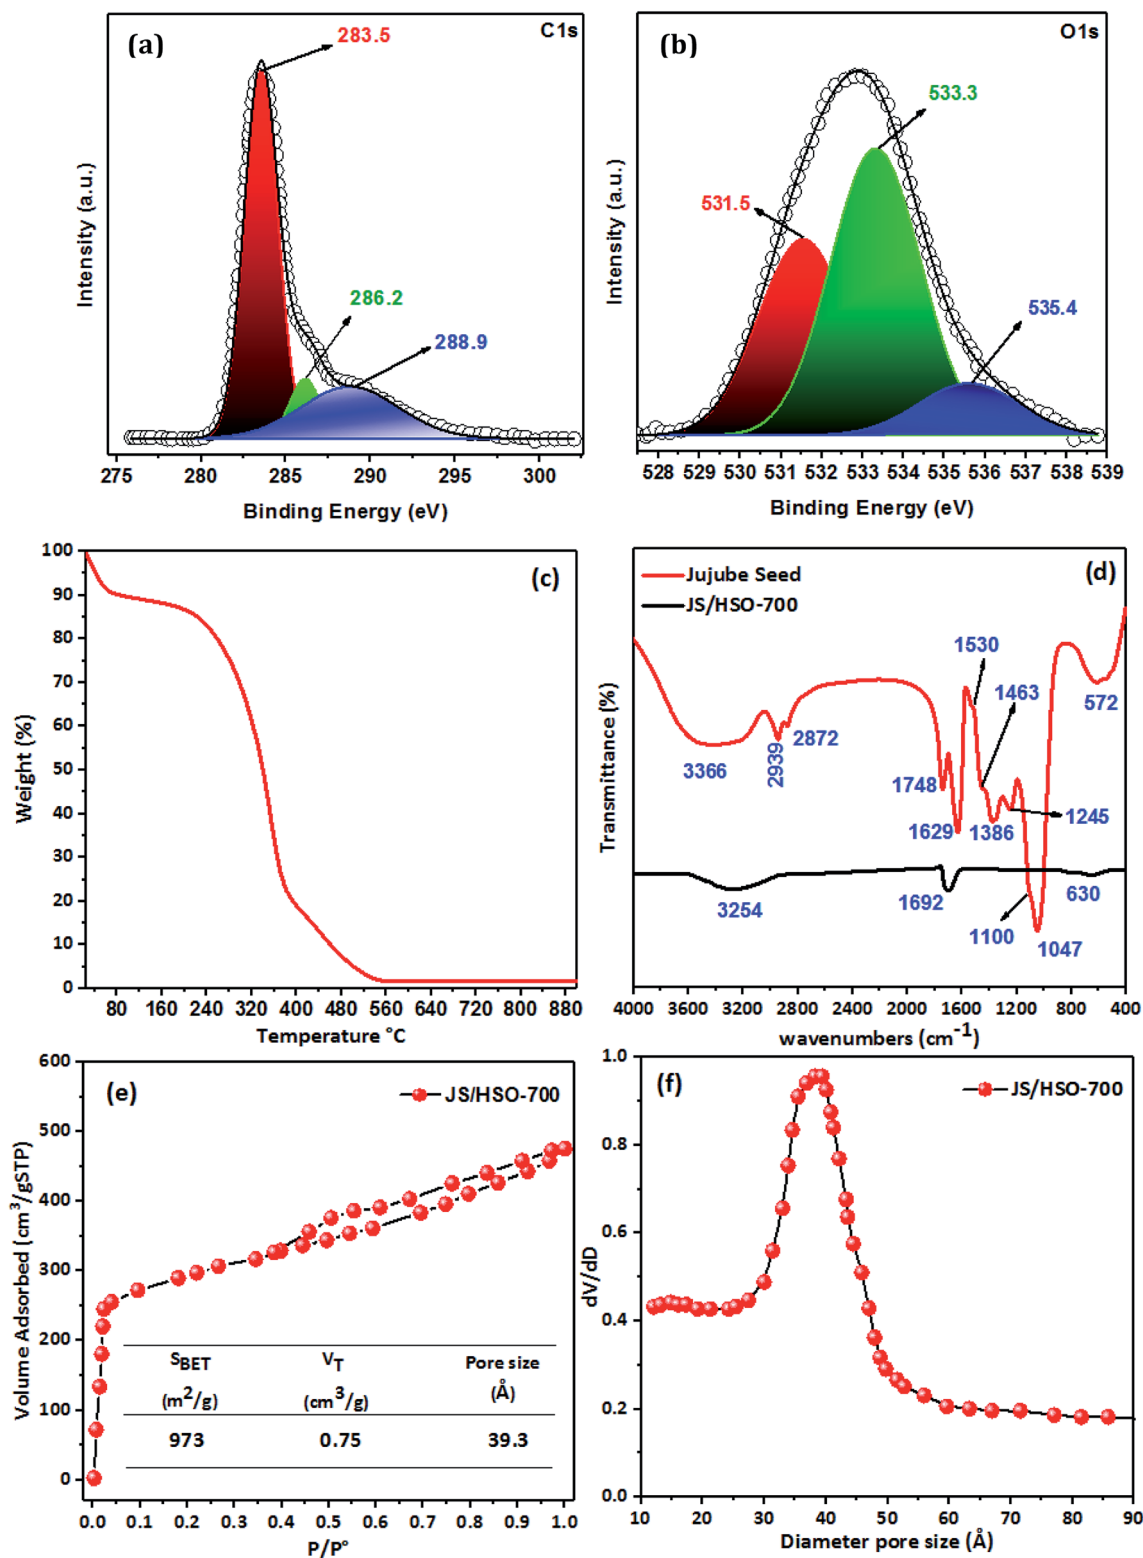 (a)
C1s
283.5
286.2
288.9
Intensity (a.u.)
275 280 285 290 295 300
Binding Energy (eV)
(b)
O1s
533.3
531.5
535.4
Intensity (a.u.)
528 529 530 531 532 533 534 535 536 537 538 539
Binding Energy (eV)
(c)
100
90
80
70
60
50
40
30
20
10
0
Weight (%)
80 160 240 320 400 480 560 640 720 800 880
Temperature °C
(d)
Jujube Seed
JS/HSO-700
1530
1463
572
2872
2939
3366
1748
1629
1386
1245
3254
1692
630
1100
1047
Transmittance (%)
4000 3600 3200 2800 2400 2000 1600 1200 800 400
wavenumbers (cm⁻¹)
(e)
JS/HSO-700
600
500
400
300
200
100
0
Volume Adsorbed (cm³/gSTP)
S_BET V_T Pore size
(m²/g) (cm³/g) (Å)
973 0.75 39.3
0.0 0.1 0.2 0.3 0.4 0.5 0.6 0.7 0.8 0.9 1.0
P/P°
(f)
JS/HSO-700
1.0
0.8
0.6
0.4
0.2
0.0
dV/dD
10 20 30 40 50 60 70 80 90
Diameter pore size (Å)